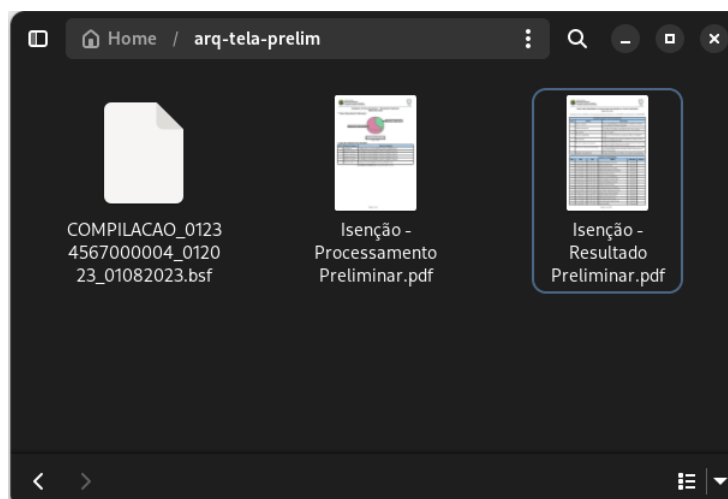 Home / arq-tela-prelim
COMPILACAO_0123
4567000004_0120
23_01082023.bsf
Isenção -
Processamento
Preliminar.pdf
Isenção -
Resultado
Preliminar.pdf